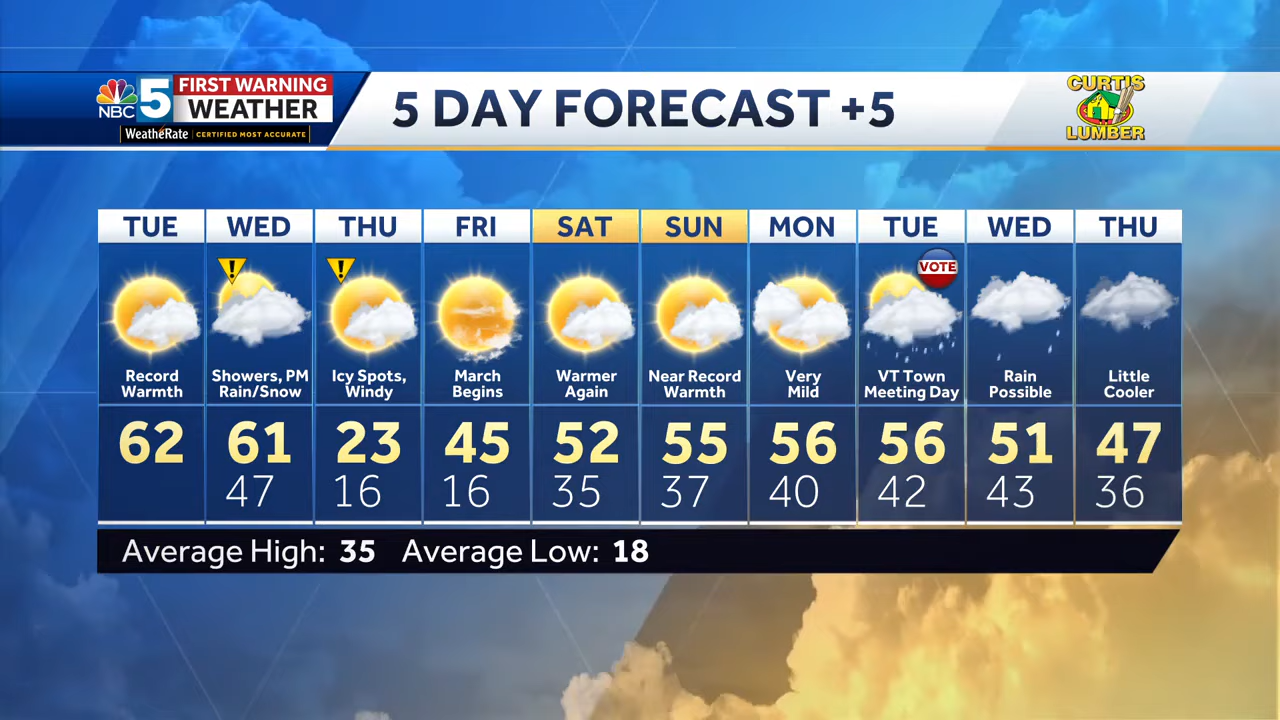 NBC 5 FIRST WARNING
WEATHER
WeatheRate CERTIFIED MOST ACCURATE
5 DAY FORECAST +5
CURTIS
LUMBER
TUE WED THU FRI SAT SUN MON TUE WED THU
! ! VOTE
Record Showers, PM Icy Spots, March Warmer Near Record Very VT Town Rain Little
Warmth Rain/Snow Windy Begins Again Warmth Mild Meeting Day Possible Cooler
62 61 23 45 52 55 56 56 51 47
47 16 16 35 37 40 42 43 36
Average High: 35 Average Low: 18